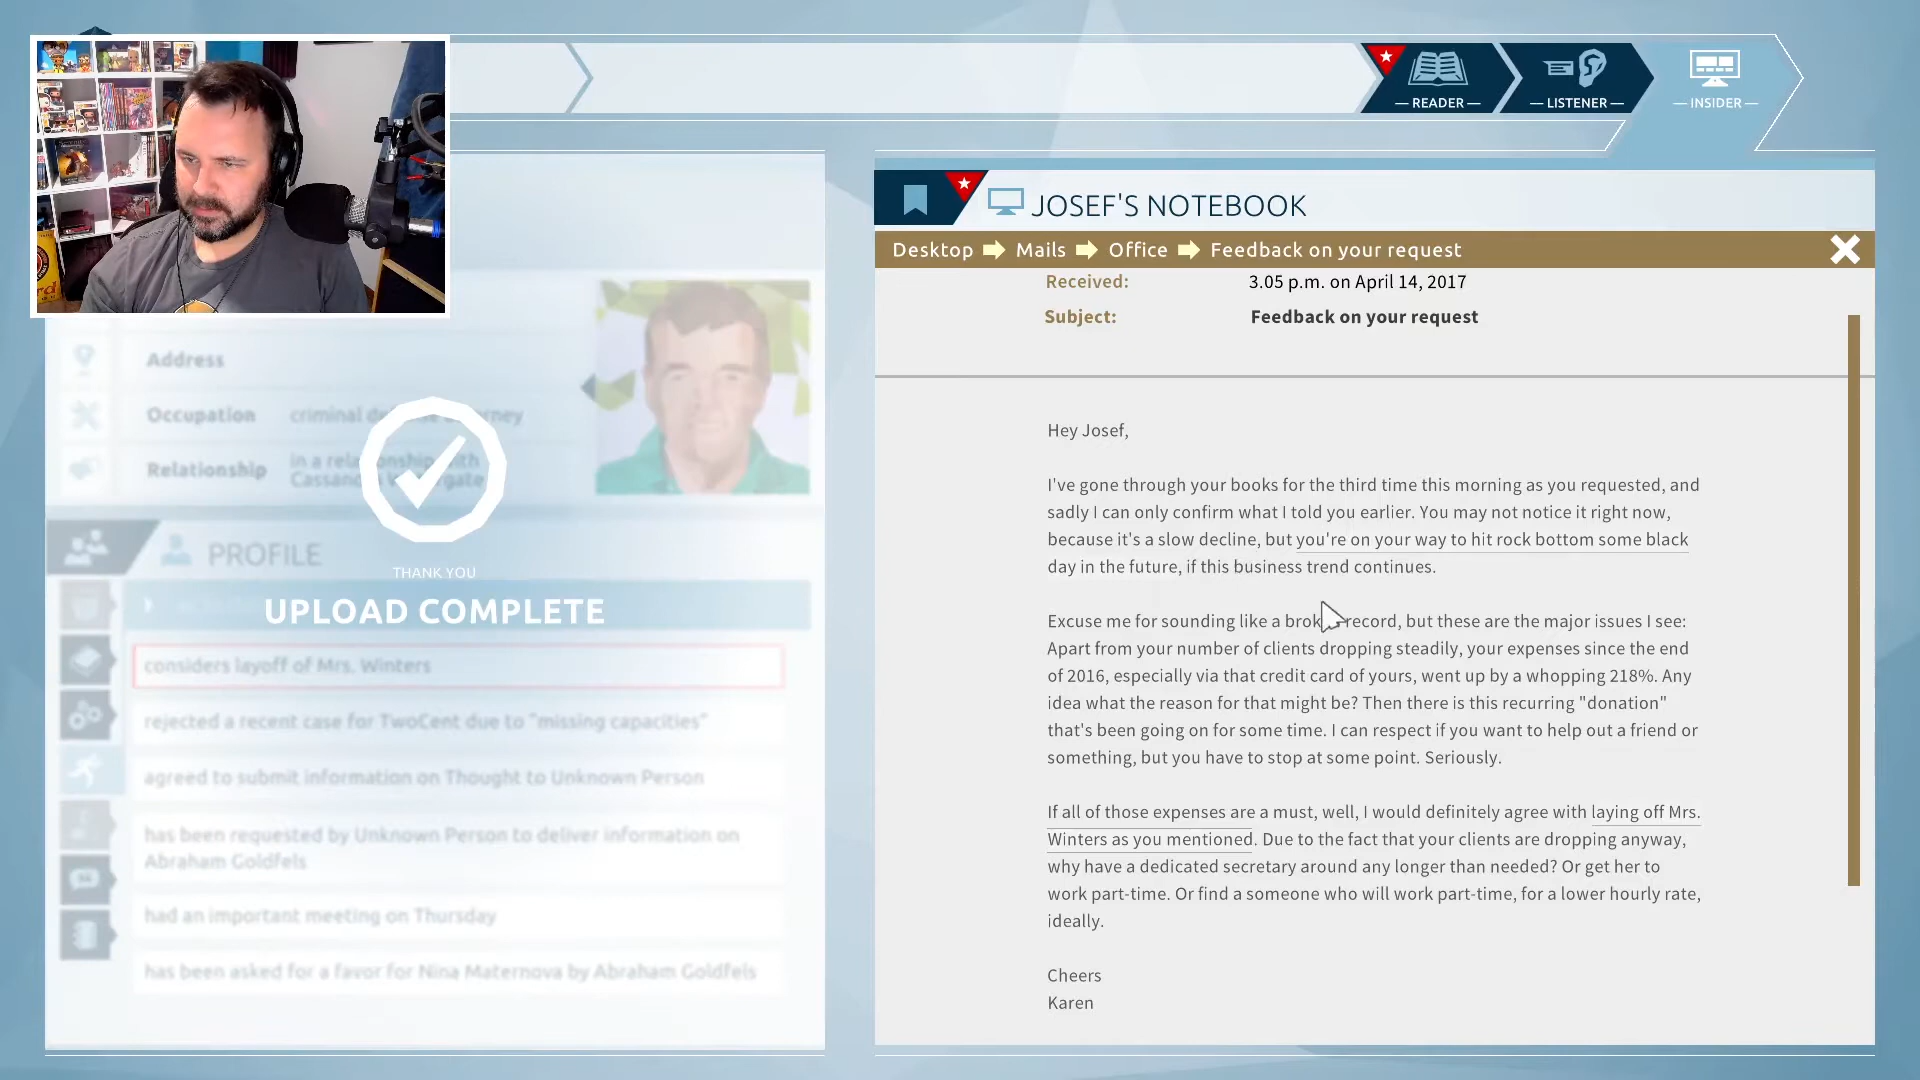 READER
LISTENER
INSIDER
JOSEF'S NOTEBOOK
Desktop Mails Office Feedback on your request
Received: 3.05 p.m. on April 14, 2017
Subject: Feedback on your request
Hey Josef,
I've gone through your books for the third time this morning as you requested, and
sadly I can only confirm what I told you earlier. You may not notice it right now,
because it's a slow decline, but you're on your way to hit rock bottom some black
day in the future, if this business trend continues.
Excuse me for sounding like a broken record, but these are the major issues I see:
Apart from your number of clients dropping steadily, your expenses since the end
of 2016, especially via that credit card of yours, went up by a whopping 218%. Any
idea what the reason for that might be? Then there is this recurring "donation"
that's been going on for some time. I can respect if you want to help out a friend or
something, but you have to stop at some point. Seriously.
If all of those expenses are a must, well, I would definitely agree with laying off Mrs.
Winters as you mentioned. Due to the fact that your clients are dropping anyway,
why have a dedicated secretary around any longer than needed? Or get her to
work part-time. Or find a someone who will work part-time, for a lower hourly rate,
ideally.
Cheers
Karen
Address
Occupation criminal defense attorney
Relationship in a relationship with
Cassandra Watergate
PROFILE
THANK YOU
UPLOAD COMPLETE
considers layoff of Mrs. Winters
rejected a recent case for TwoCent due to "missing capacities"
agreed to submit information on Thought to Unknown Person
has been requested by Unknown Person to deliver information on
Abraham Goldfels
had an important meeting on Thursday
has been asked for a favor for Nina Maternova by Abraham Goldfels